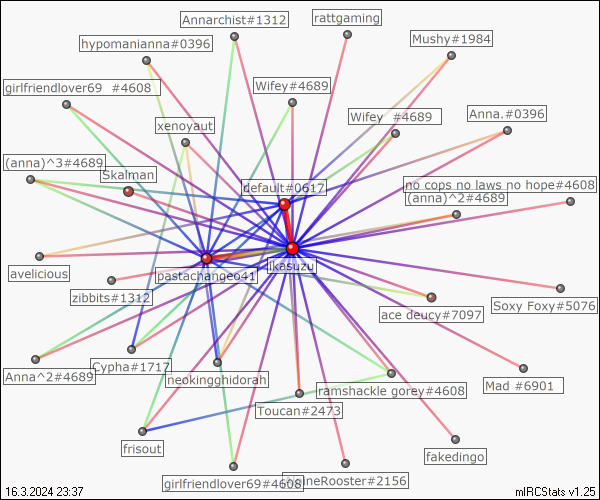 Annarchist#1312
rattgaming
hypomanianna#0396
Mushy#1984
girlfriendlover69 #4608
Wifey#4689
xenoyaut
Wifey #4689
Anna.#0396
(anna)^3#4689
Skalman
default#0617
no cops no laws no hope#4608
(anna)^2#4689
avelicious
pastachangeo41
ikasuzu
zibbits#1312
ace deucy#7097
Soxy Foxy#5076
Anna^2#4689
Cypha#1717
neokingghidorah
ramshackle gorey#4608
Mad #6901
Toucan#2473
frisout
fakedingo
girlfriendlover69#4608
#2156
16.3.2024 23:37
mIRCStats v1.25